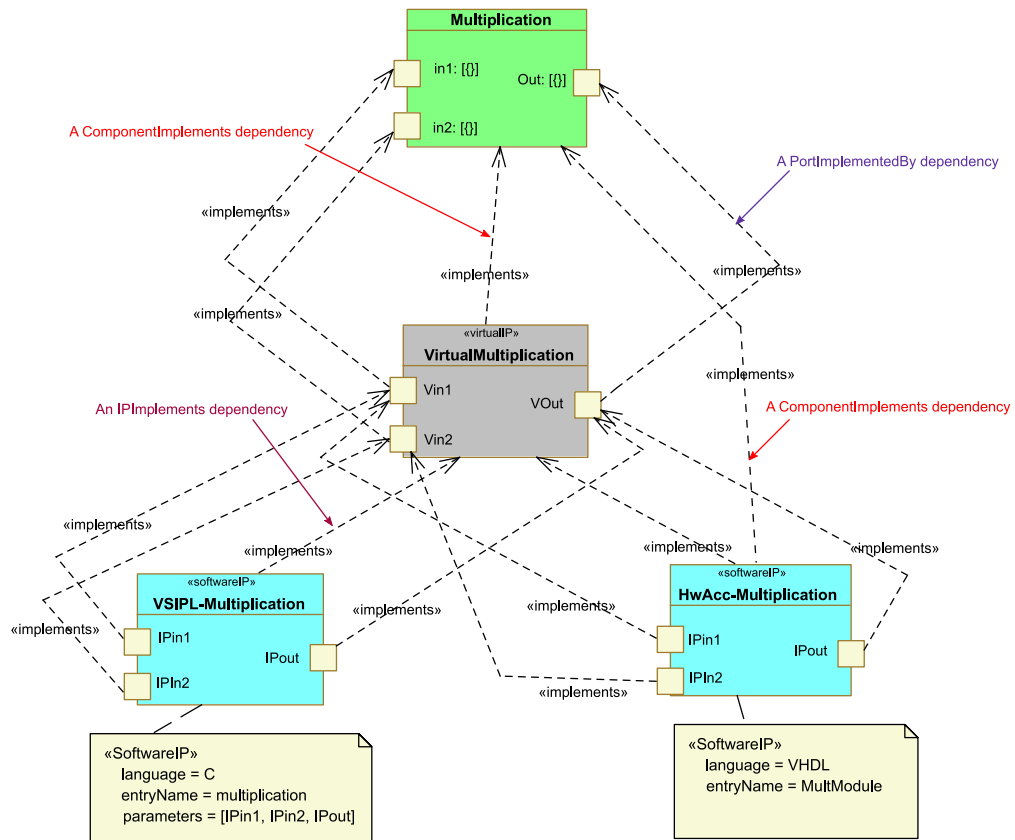 Multiplication
in1: [{}]
Out: [{}]
in2: [{}]
A ComponentImplements dependency
A PortImplementedBy dependency
«implements»
«implements»
«implements»
«implements»
«virtualIP»
VirtualMultiplication
«implements»
Vin1
VOut
An IPImplements dependency
A ComponentImplements dependency
Vin2
«implements»
«implements»
«implements»
«implements»
«softwareIP»
VSIPL-Multiplication
«softwareIP»
HwAcc-Multiplication
«implements»
«implements»
IPin1
IPout
IPIn2
IPin1
IPout
IPIn2
«implements»
«SoftwareIP»
language = C
entryName = multiplication
parameters = [IPin1, IPin2, IPout]
«SoftwareIP»
language = VHDL
entryName = MultModule